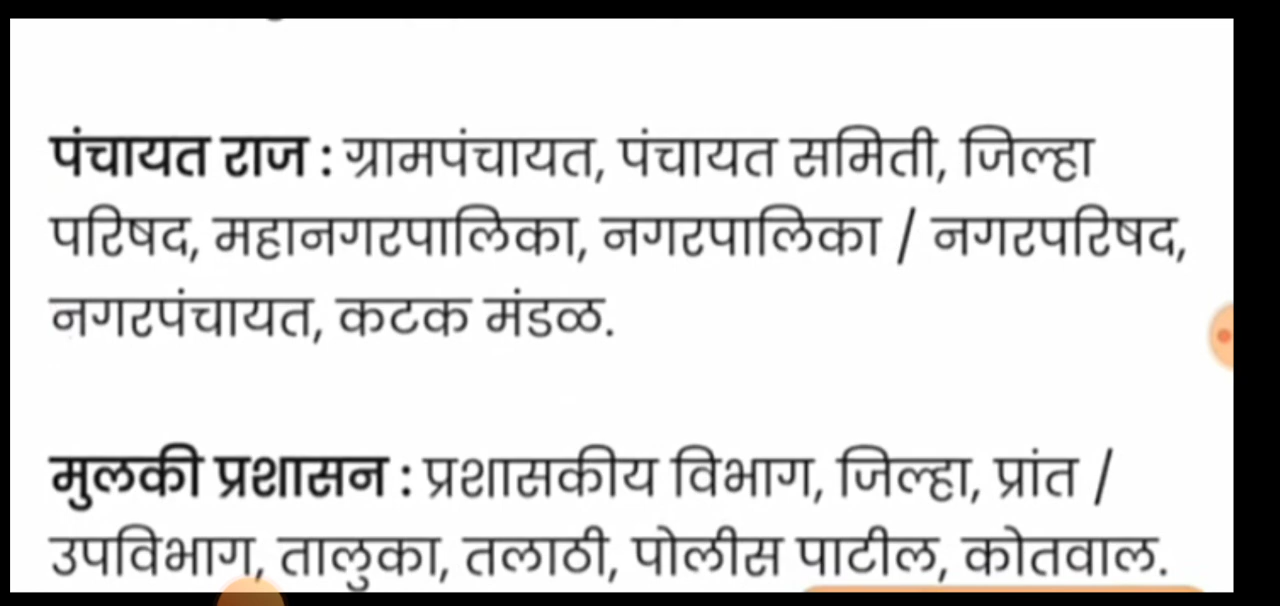 पंचायत राज : ग्रामपंचायत, पंचायत समिती, जिल्हा
परिषद, महानगरपालिका, नगरपालिका / नगरपरिषद,
नगरपंचायत, कटक मंडळ.
मुलकी प्रशासन : प्रशासकीय विभाग, जिल्हा, प्रांत /
उपविभाग, तालुका, तलाठी, पोलीस पाटील, कोतवाल.